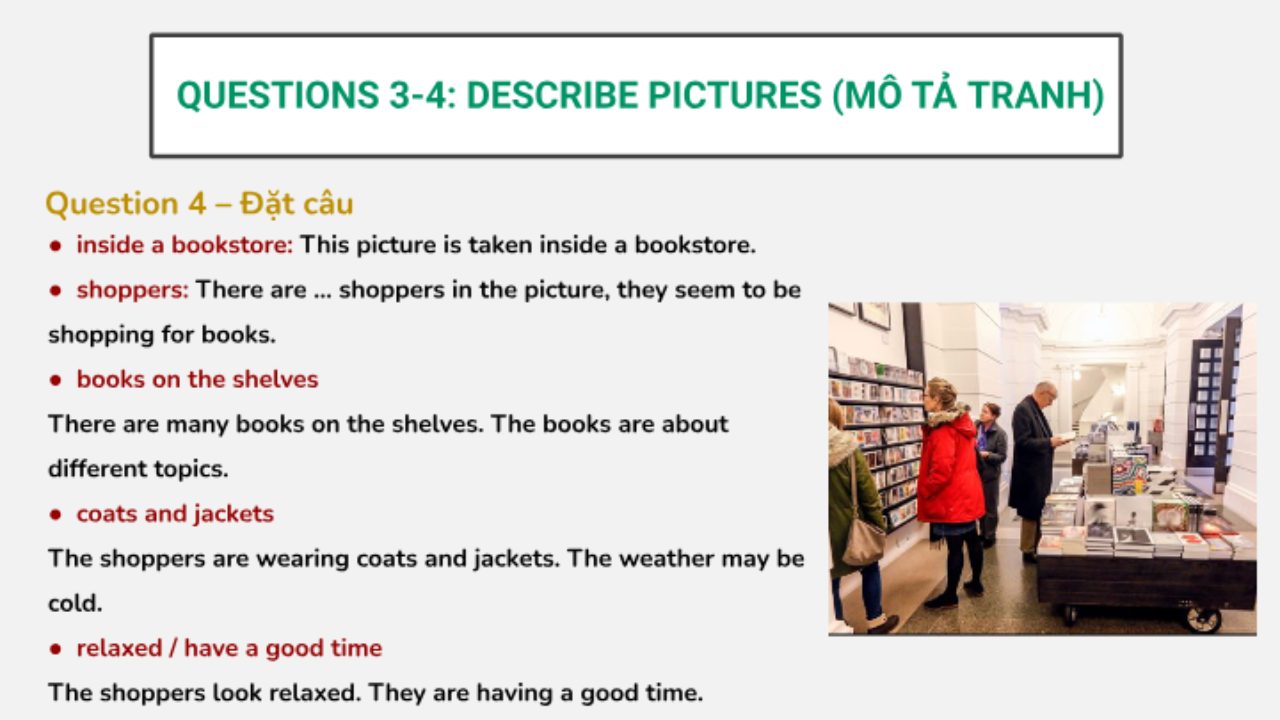 QUESTIONS 3-4: DESCRIBE PICTURES (MÔ TẢ TRANH)
Question 4 – Đặt câu
● inside a bookstore: This picture is taken inside a bookstore.
● shoppers: There are ... shoppers in the picture, they seem to be
shopping for books.
● books on the shelves
There are many books on the shelves. The books are about
different topics.
● coats and jackets
The shoppers are wearing coats and jackets. The weather may be
cold.
● relaxed / have a good time
The shoppers look relaxed. They are having a good time.